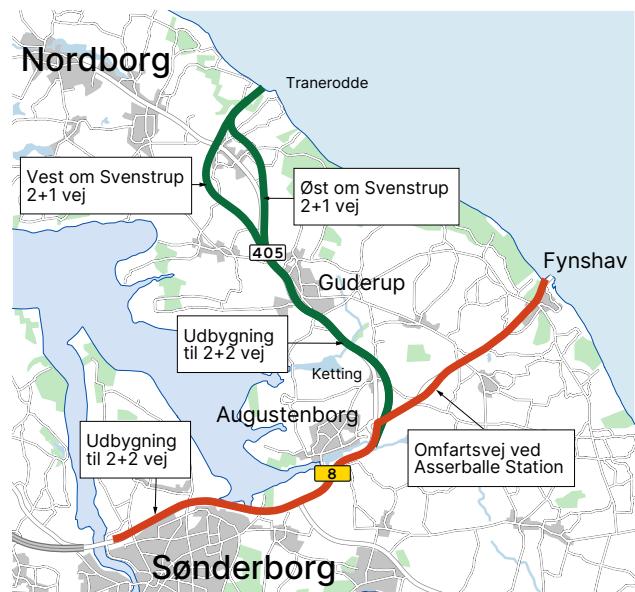 Nordborg
Tranerodde
Vest om Svenstrup
2+1 vej
Øst om Svenstrup
2+1 vej
405
Fynshav
Guderup
Udbygning
til 2+2 vej
Ketting
Augustenborg
Udbygning
til 2+2 vej
Omfartsvej ved
Asserballe Station
8
Sønderborg